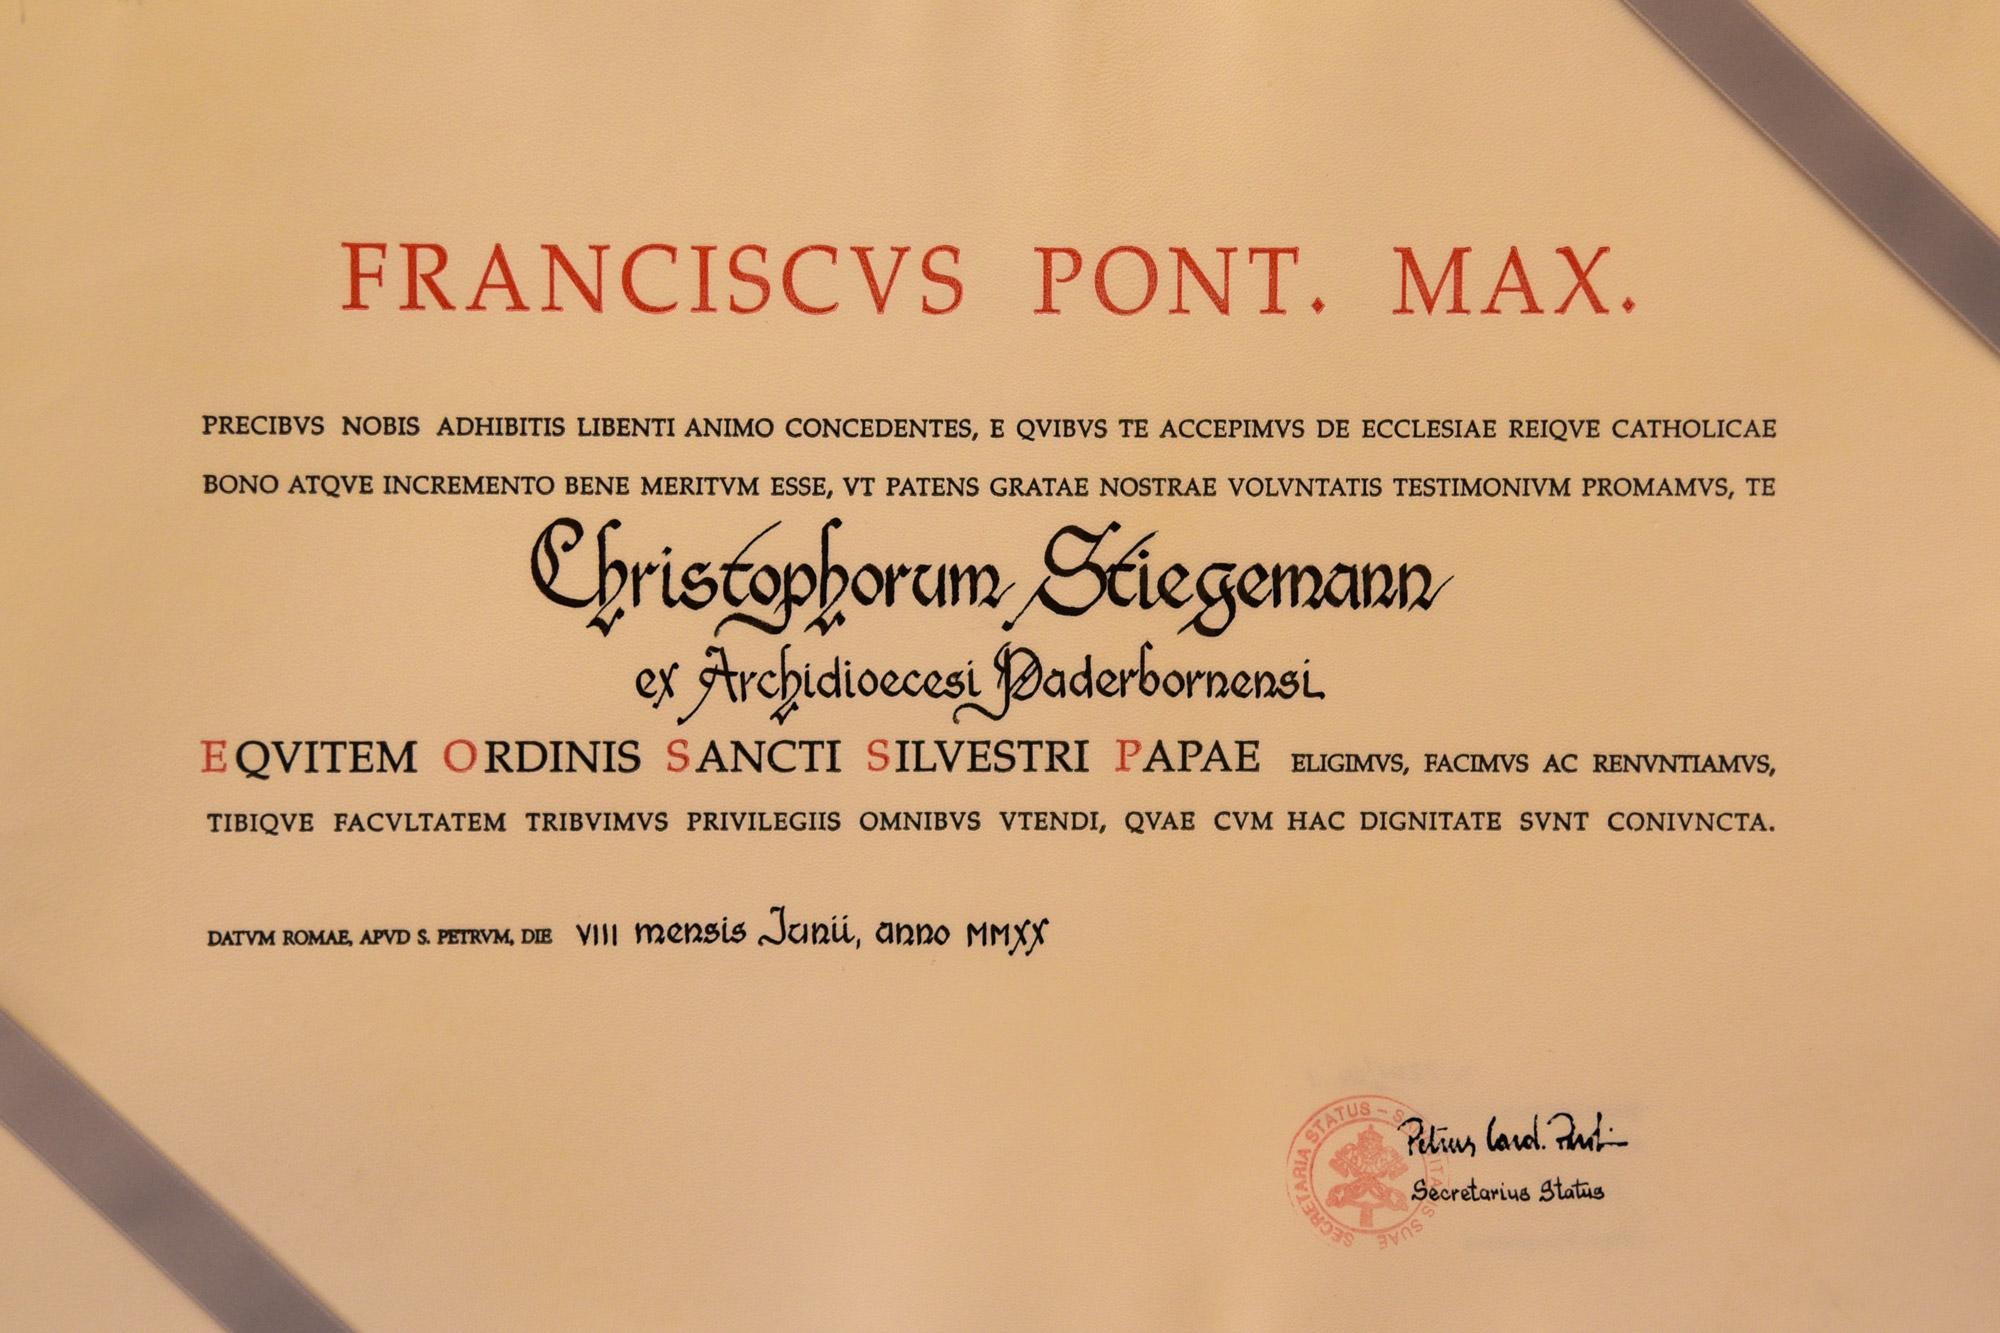 FRANCISCVS PONT. MAX.
PRECIBVS NOBIS ADHIBITIS LIBENTI ANIMO CONCEDENTES, E QVIBVS TE ACCEPIMVS DE ECCLESIAE REIQVE CATHOLICAE
BONO ATQVE INCREMENTO BENE MERITVM ESSE, VT PATENS GRATAE NOSTRAE VOLVNTATIS TESTIMONIVM PROMAMVS, TE
Christophorum Stiegemann
ex Archidioecesi Paderbornensi
EQVITEM ORDINIS SANCTI SILVESTRI PAPAE ELIGIMVS, FACIMVS AC RENVNTIAMVS,
TIBIQVE FACVLTATEM TRIBVIMVS PRIVILEGIIS OMNIBVS VTENDI, QVAE CVM HAC DIGNITATE SVNT CONIVNCTA.
DATVM ROMAE, APVD S. PETRVM, DIE VIII mensis Junii, anno MMXX
Petrus Card.
Secretarius Status
SECRETARIA STATUS - SUAE